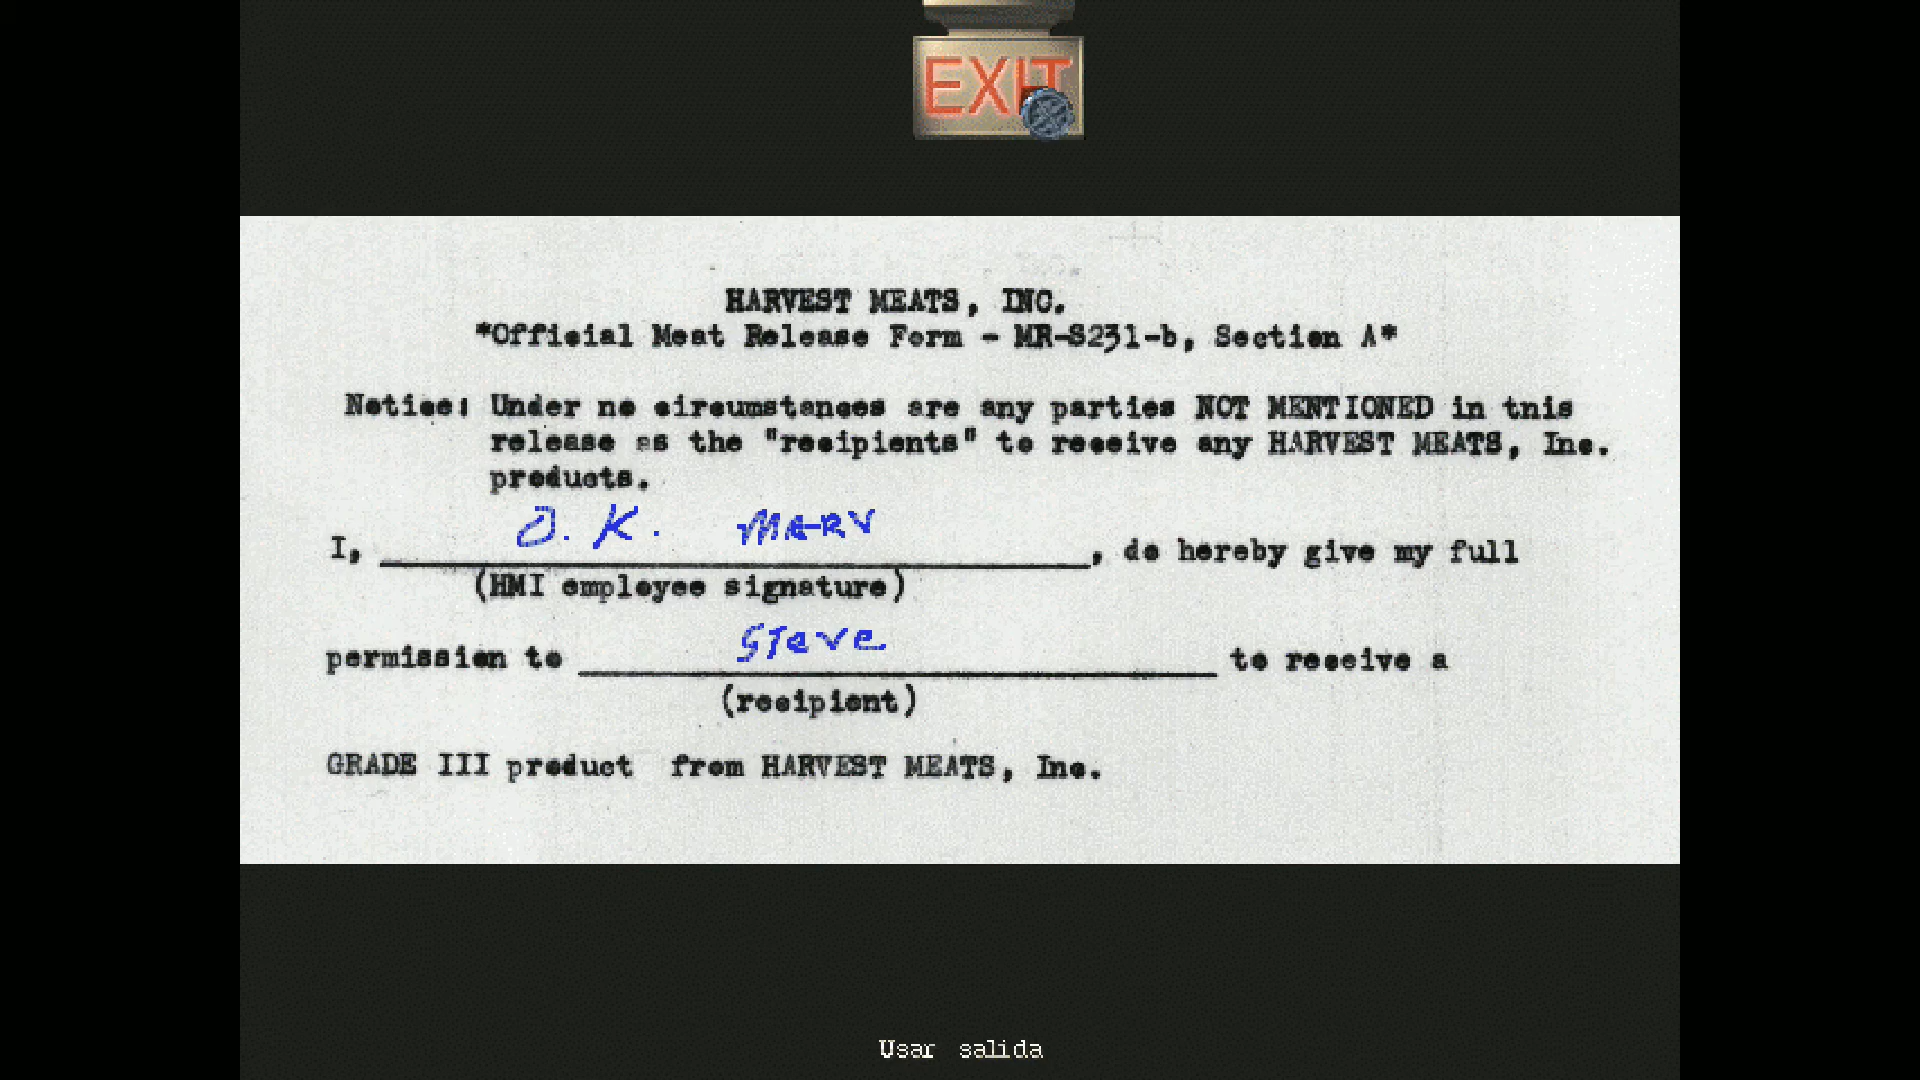 EXIT
HARVEST MEATS, INC.
*Official Meat Release Form - MR-S231-b, Section A*
Notice: Under no circumstances are any parties NOT MENTIONED in tnis
release as the "recipients" to receive any HARVEST MEATS, Inc.
products.
O. K. MARV
I, , do hereby give my full
(HMI employee signature)
Steve
permission to to receive a
(recipient)
GRADE III product from HARVEST MEATS, Inc.
Usar salida